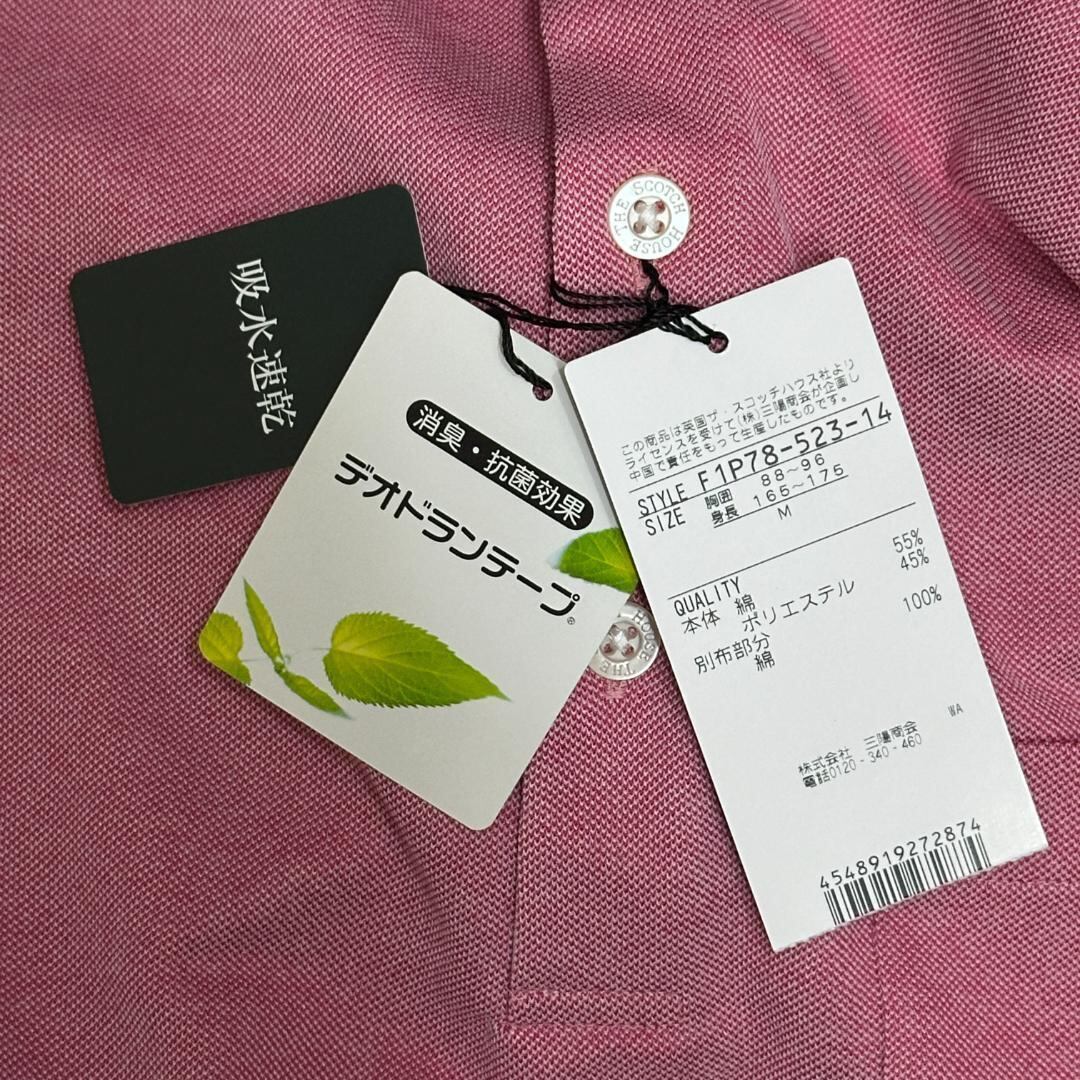 THE SCOTCH HOUSE
吸水速乾
消臭・抗菌効果
デオドランテープ®
この商品は英国ザ・スコッチハウス社より
ライセンスを受けて(株)三陽商会が企画し
中国で責任をもって生産したものです。
STYLE F1P78-523-14
SIZE 胸囲 88～96
身長 165～175
M
QUALITY
本体 綿 55%
ポリエステル 45%
別布部分
綿 100%
WA
株式会社 三陽商会
電話0120-340-460
4548919272874
HOUSE THE